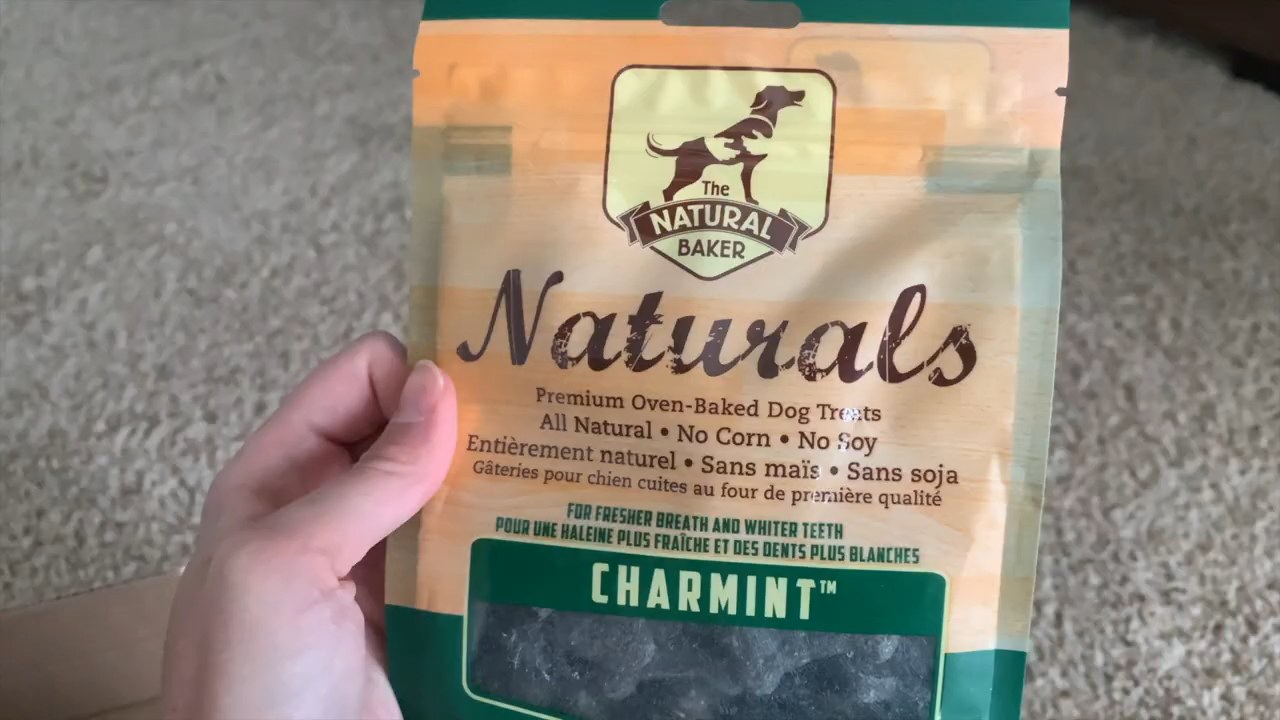 The
NATURAL
BAKER
Naturals
Premium Oven-Baked Dog Treats
All Natural • No Corn • No Soy
Entièrement naturel • Sans maïs • Sans soja
Gâteries pour chien cuites au four de première qualité
FOR FRESHER BREATH AND WHITER TEETH
POUR UNE HALEINE PLUS FRAÎCHE ET DES DENTS PLUS BLANCHES
CHARMINT™